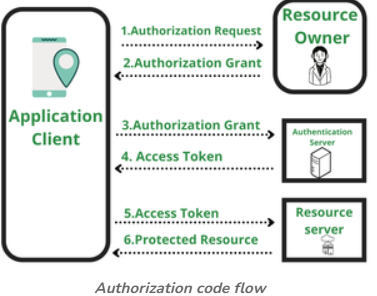 Application
Client
1.Authorization Request
2.Authorization Grant
Resource
Owner
3.Authorization Grant
4. Access Token
Authentication
Server
5.Access Token
6.Protected Resource
Resource
server
Authorization code flow